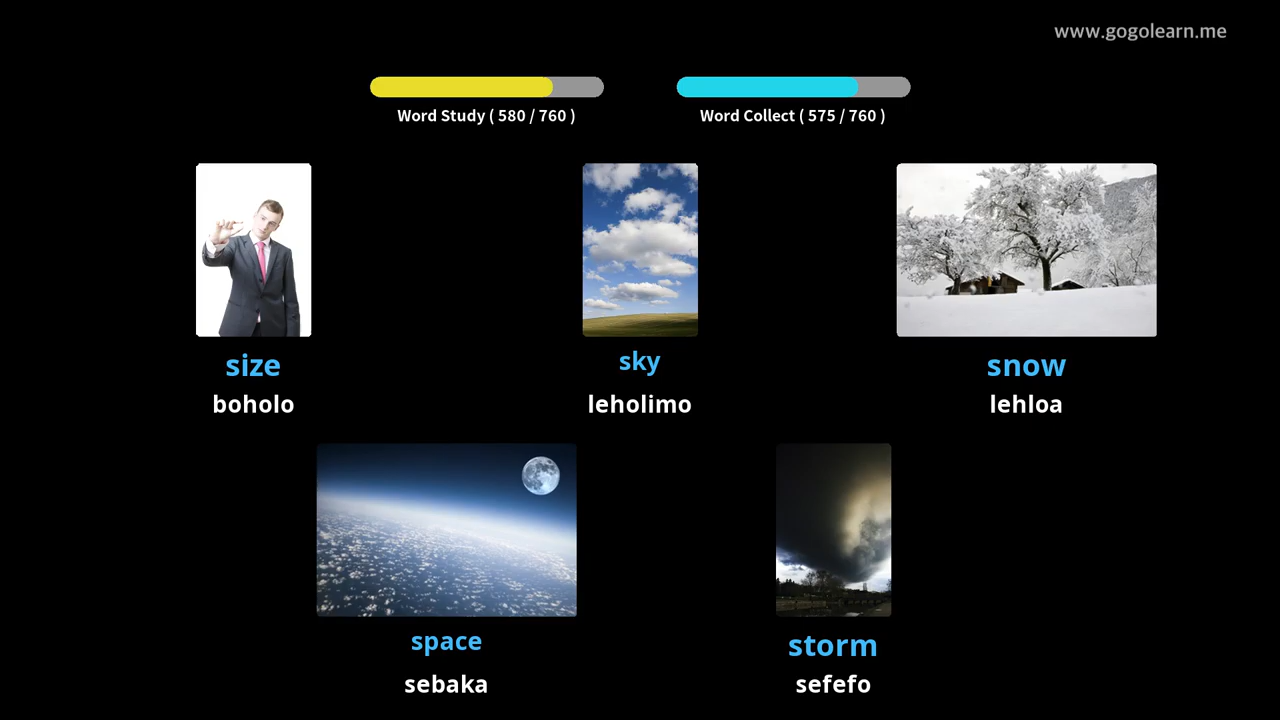 www.gogolearn.me
Word Study ( 580 / 760 )
Word Collect ( 575 / 760 )
size
boholo
sky
leholimo
snow
lehloa
space
sebaka
storm
sefefo